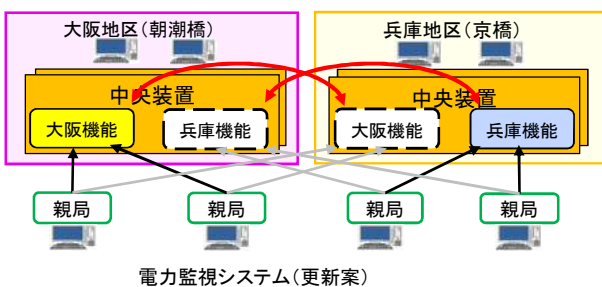 大阪地区(朝潮橋)
兵庫地区(京橋)
中央装置
中央装置
大阪機能
兵庫機能
大阪機能
兵庫機能
親局
親局
親局
親局
電力監視システム(更新案)